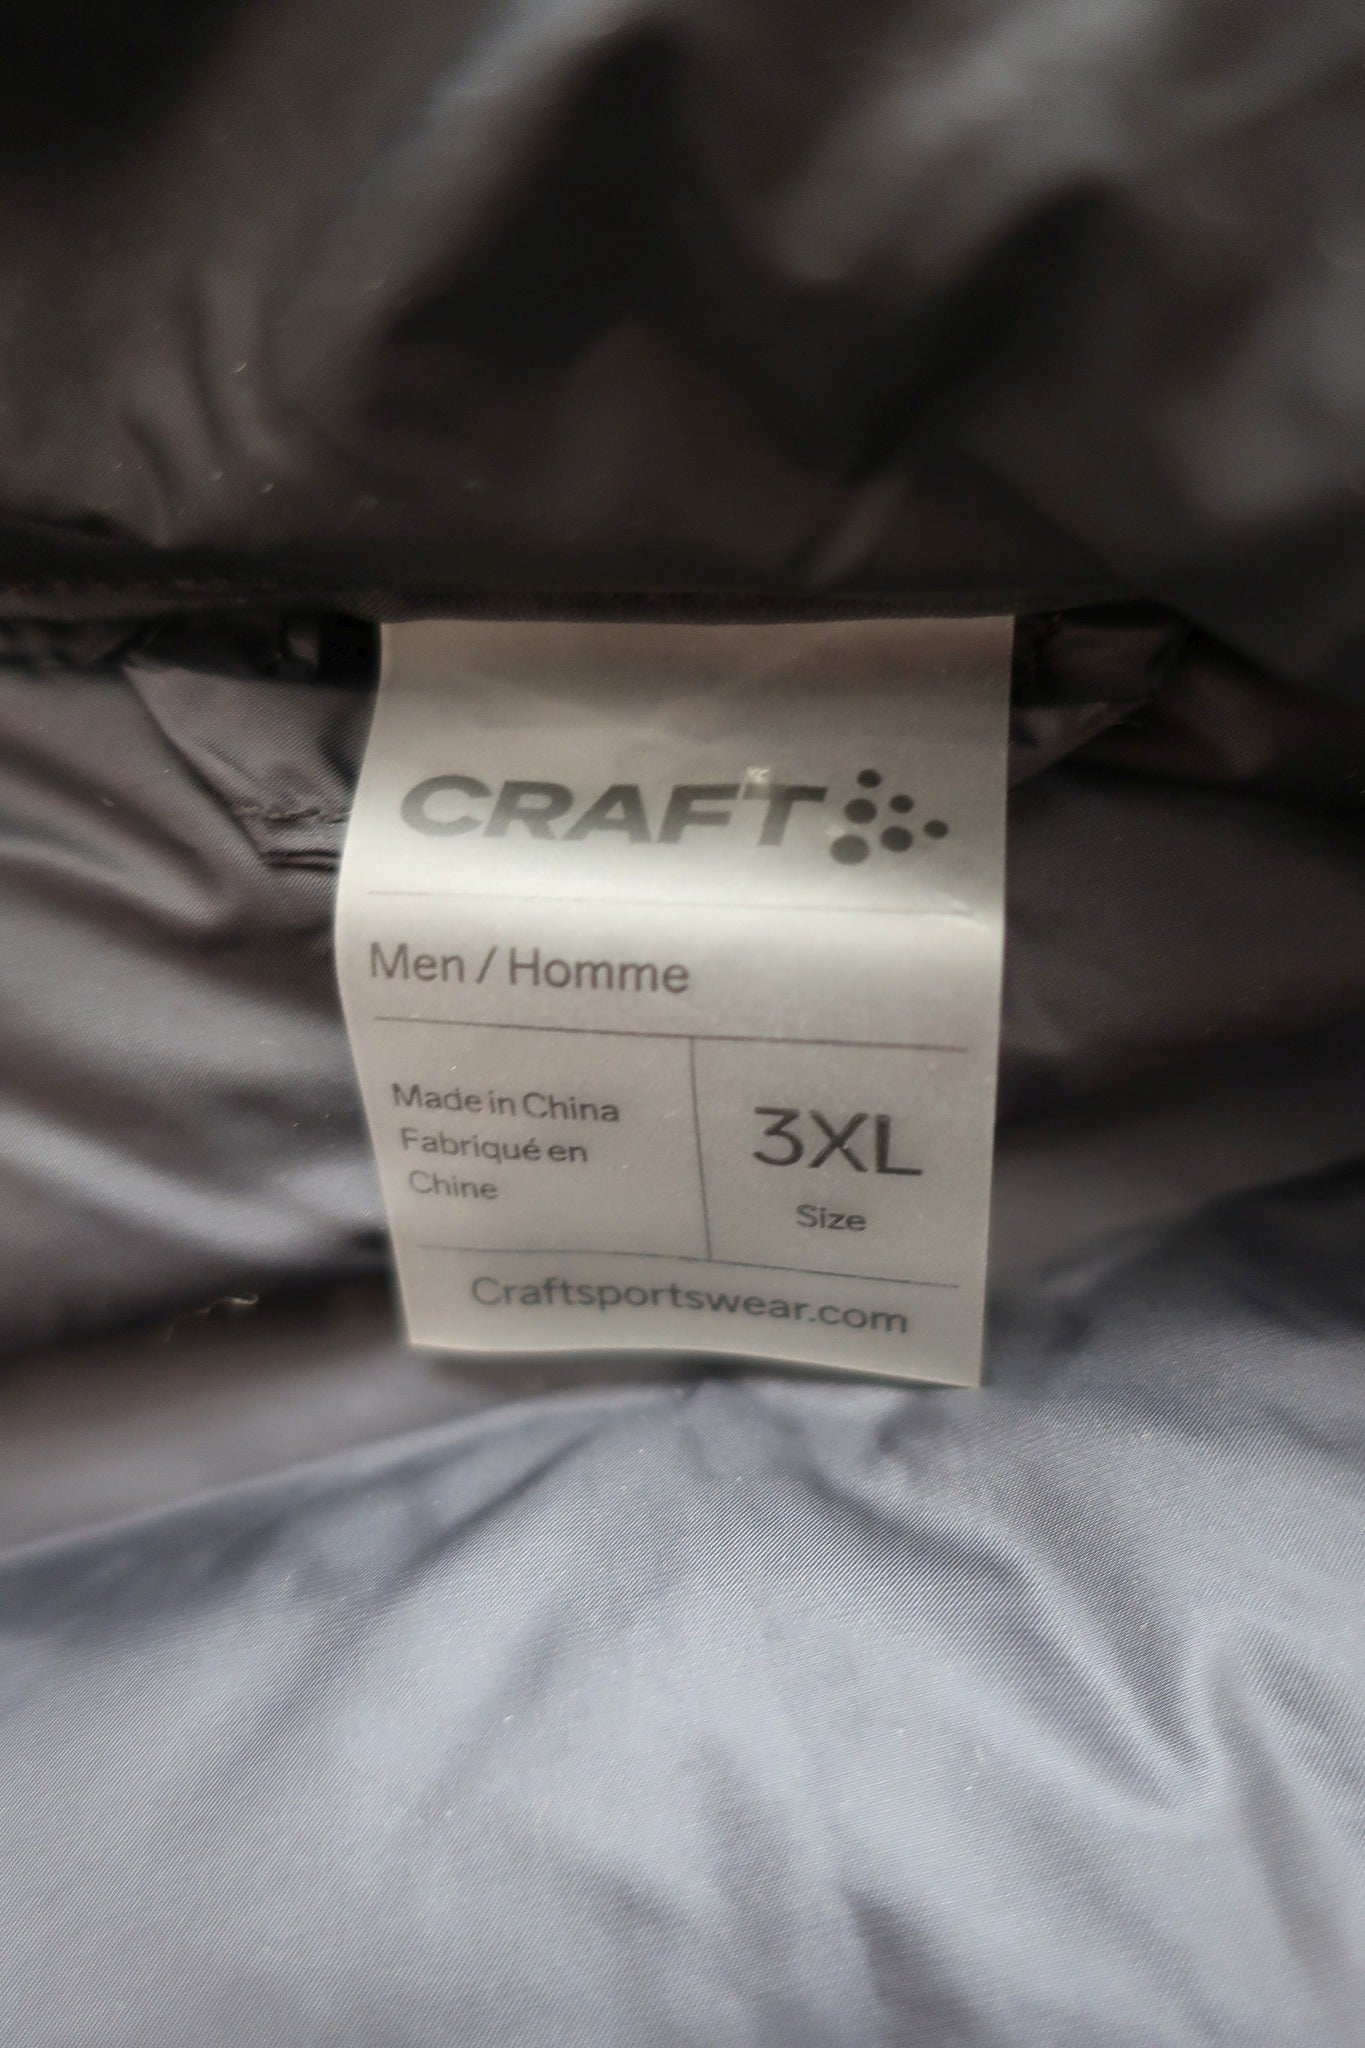 CRAFT
Men / Homme
Made in China
Fabriqué en
Chine
3XL
Size
Craftsportswear.com